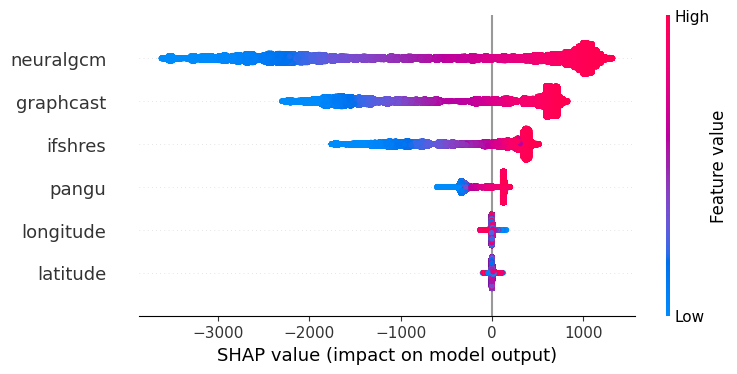 High
neuralgcm
graphcast
ifshres
pangu
longitude
latitude
Feature value
Low
−3000 −2000 −1000 0 1000
SHAP value (impact on model output)